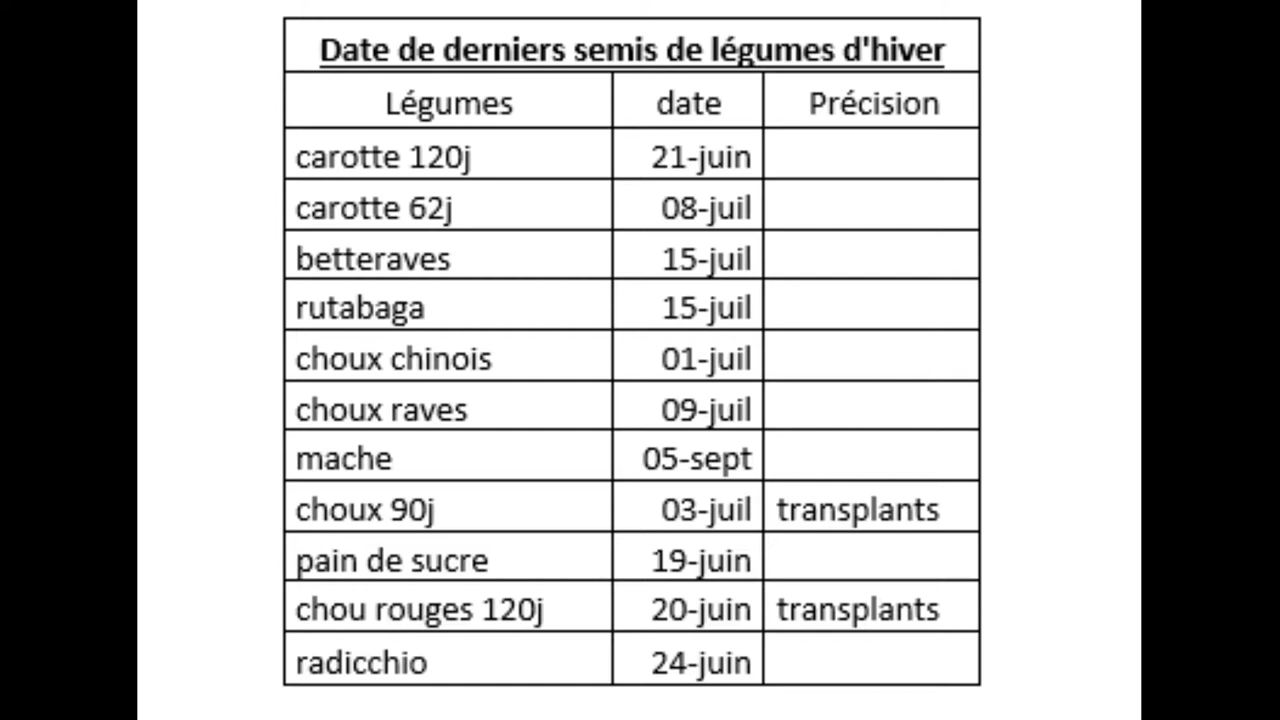 Date de derniers semis de légumes d'hiver
Légumes date Précision
carotte 120j 21-juin
carotte 62j 08-juil
betteraves 15-juil
rutabaga 15-juil
choux chinois 01-juil
choux raves 09-juil
mache 05-sept
choux 90j 03-juil transplants
pain de sucre 19-juin
chou rouges 120j 20-juin transplants
radicchio 24-juin